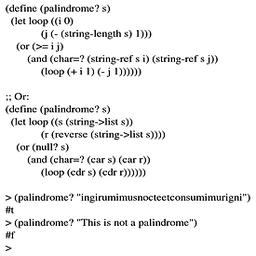 (define (palindrome? s)
(let loop ((i 0)
(j (- (string-length s) 1)))
(or (>= i j)
(and (char=? (string-ref s i) (string-ref s j))
(loop (+ i 1) (- j 1))))))
;; Or:
(define (palindrome? s)
(let loop ((s (string->list s))
(r (reverse (string->list s))))
(or (null? s)
(and (char=? (car s) (car r))
(loop (cdr s) (cdr r))))))
> (palindrome? "ingirumimusnocteetconsumimurigni")
#t
> (palindrome? "This is not a palindrome")
#f
>